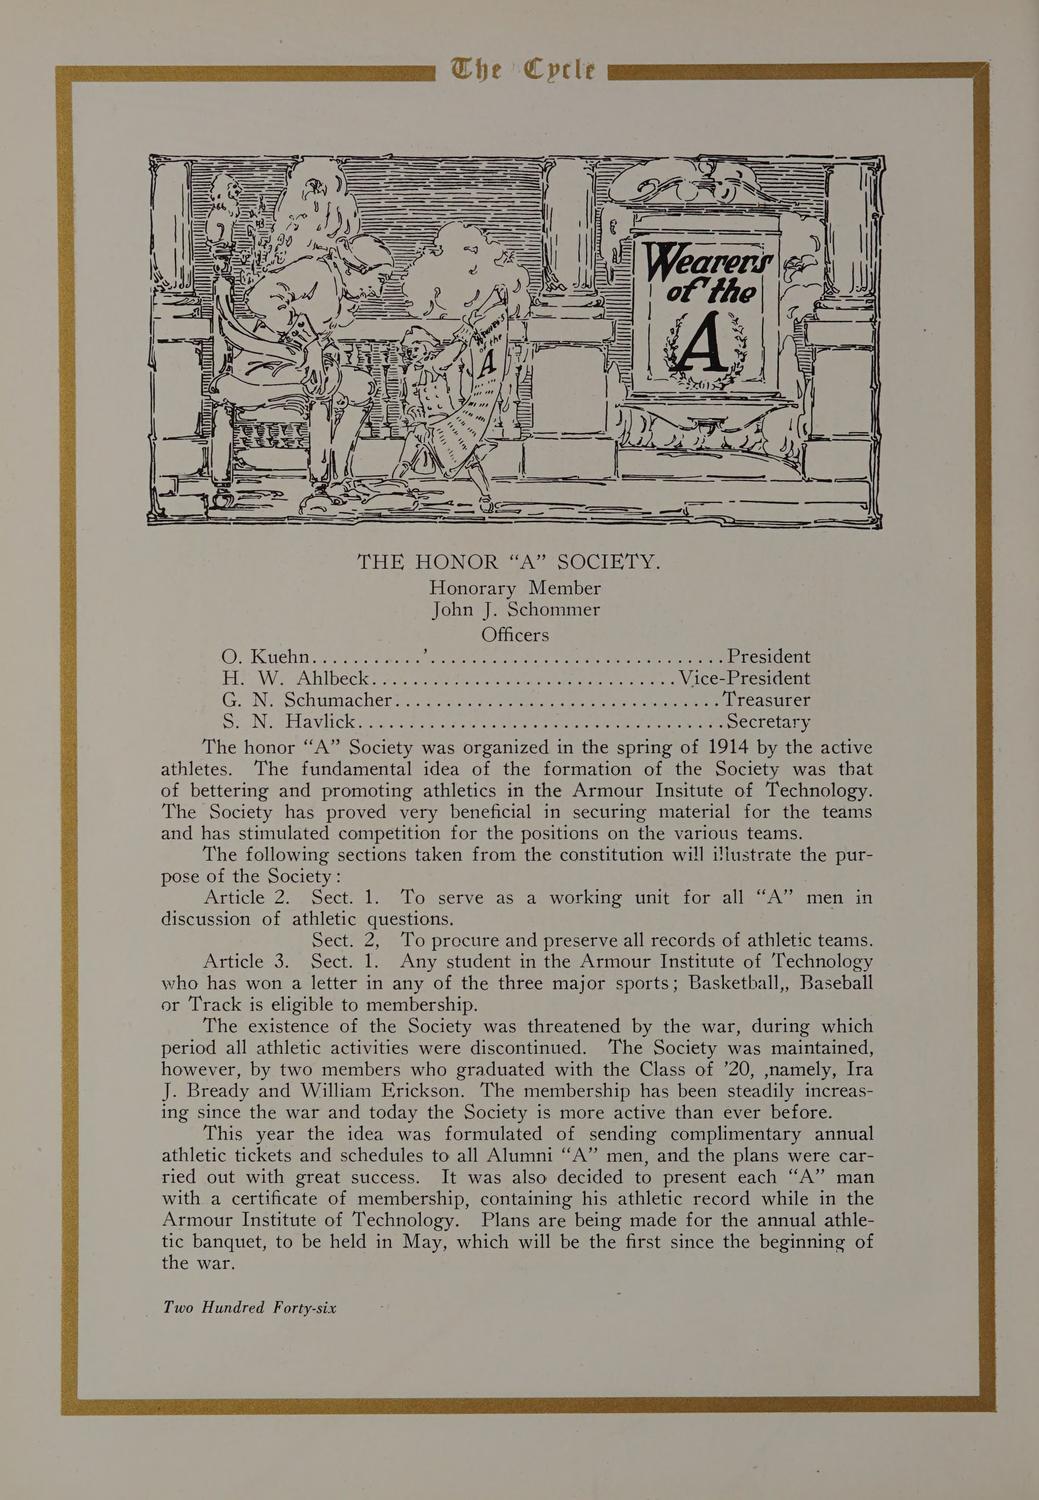 The Cycle
Wearers
of the
A
Wearers
of the
A
THE HONOR “A” SOCIETY.
Honorary Member
John J. Schommer
Officers
O. Kuehn...........’.............................President
H. W. Ahlbeck..............................Vice-President
G. N. Schumacher................................Treasurer
S. N. Havlick....................................Secretary
The honor “A” Society was organized in the spring of 1914 by the active
athletes. The fundamental idea of the formation of the Society was that
of bettering and promoting athletics in the Armour Insitute of Technology.
The Society has proved very beneficial in securing material for the teams
and has stimulated competition for the positions on the various teams.
The following sections taken from the constitution will illustrate the pur-
pose of the Society:
Article 2. Sect. 1. To serve as a working unit for all “A” men in
discussion of athletic questions.
Sect. 2, To procure and preserve all records of athletic teams.
Article 3. Sect. 1. Any student in the Armour Institute of Technology
who has won a letter in any of the three major sports; Basketball,, Baseball
or Track is eligible to membership.
The existence of the Society was threatened by the war, during which
period all athletic activities were discontinued. The Society was maintained,
however, by two members who graduated with the Class of ’20, ,namely, Ira
J. Bready and William Erickson. The membership has been steadily increas-
ing since the war and today the Society is more active than ever before.
This year the idea was formulated of sending complimentary annual
athletic tickets and schedules to all Alumni “A” men, and the plans were car-
ried out with great success. It was also decided to present each “A” man
with a certificate of membership, containing his athletic record while in the
Armour Institute of Technology. Plans are being made for the annual athle-
tic banquet, to be held in May, which will be the first since the beginning of
the war.
Two Hundred Forty-six